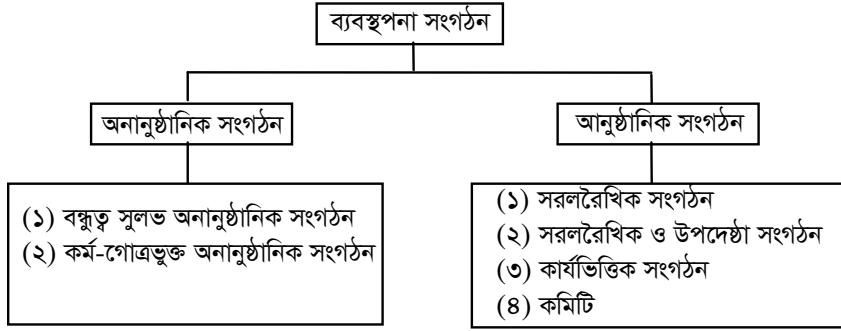 ব্যবস্থপনা সংগঠন
অনানুষ্ঠানিক সংগঠন
আনুষ্ঠানিক সংগঠন
(১) বন্ধুত্ব সুলভ অনানুষ্ঠানিক সংগঠন
(২) কর্ম-গোত্রভুক্ত অনানুষ্ঠানিক সংগঠন
(১) সরলরৈখিক সংগঠন
(২) সরলরৈখিক ও উপদেষ্ঠা সংগঠন
(৩) কার্যভিত্তিক সংগঠন
(৪) কমিটি